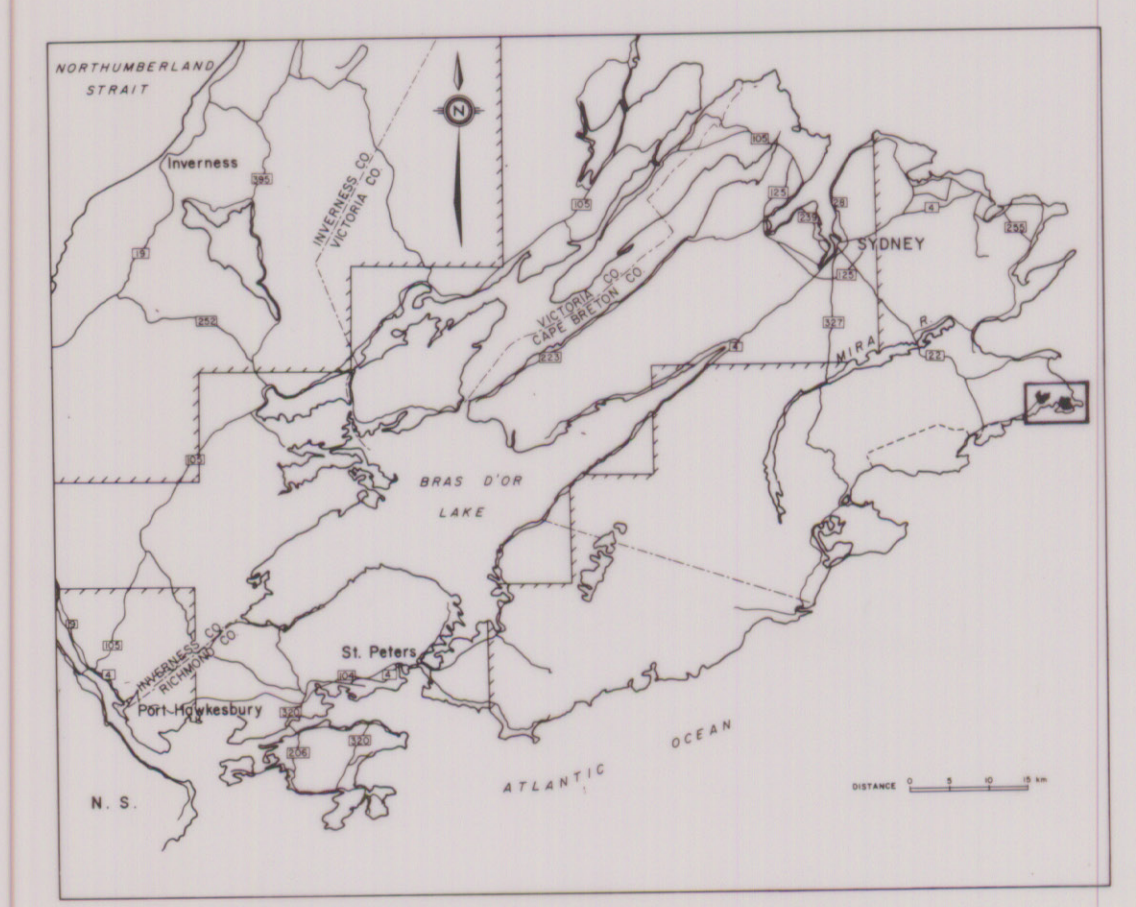 NORTHUMBERLAND
STRAIT
N
Inverness
395
INVERNESS CO.
VICTORIA CO.
105
105
125
239
28
4
255
SYDNEY
125
19
252
VICTORIA CO.
CAPE BRETON CO.
223
327
4
MIRA R.
22
105
BRAS D'OR
LAKE
105
4
INVERNESS CO.
RICHMOND CO.
St. Peters
104
4
Port Hawkesbury
320
320
206
N. S.
ATLANTIC OCEAN
DISTANCE 0 5 10 15 km